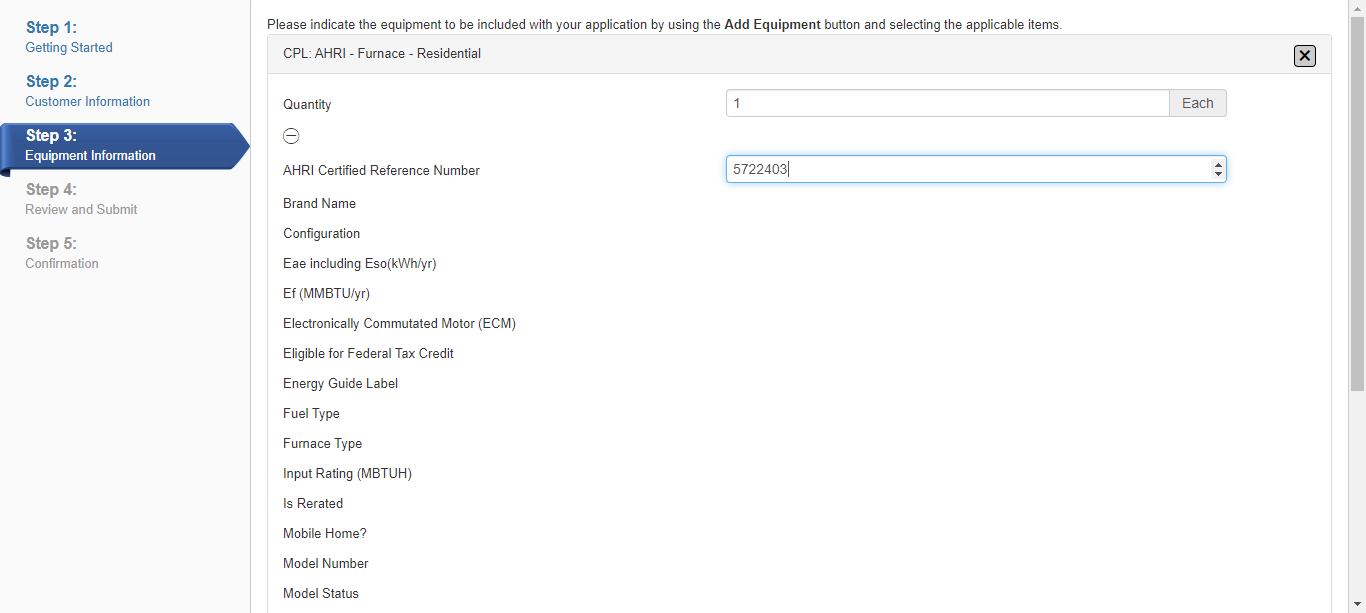 Step 1:
Getting Started
Step 2:
Customer Information
Step 3:
Equipment Information
Step 4:
Review and Submit
Step 5:
Confirmation
Please indicate the equipment to be included with your application by using the Add Equipment button and selecting the applicable items.
CPL: AHRI - Furnace - Residential
Quantity 1 Each
AHRI Certified Reference Number 5722403
Brand Name
Configuration
Eae including Eso(kWh/yr)
Ef (MMBTU/yr)
Electronically Commutated Motor (ECM)
Eligible for Federal Tax Credit
Energy Guide Label
Fuel Type
Furnace Type
Input Rating (MBTUH)
Is Rerated
Mobile Home?
Model Number
Model Status